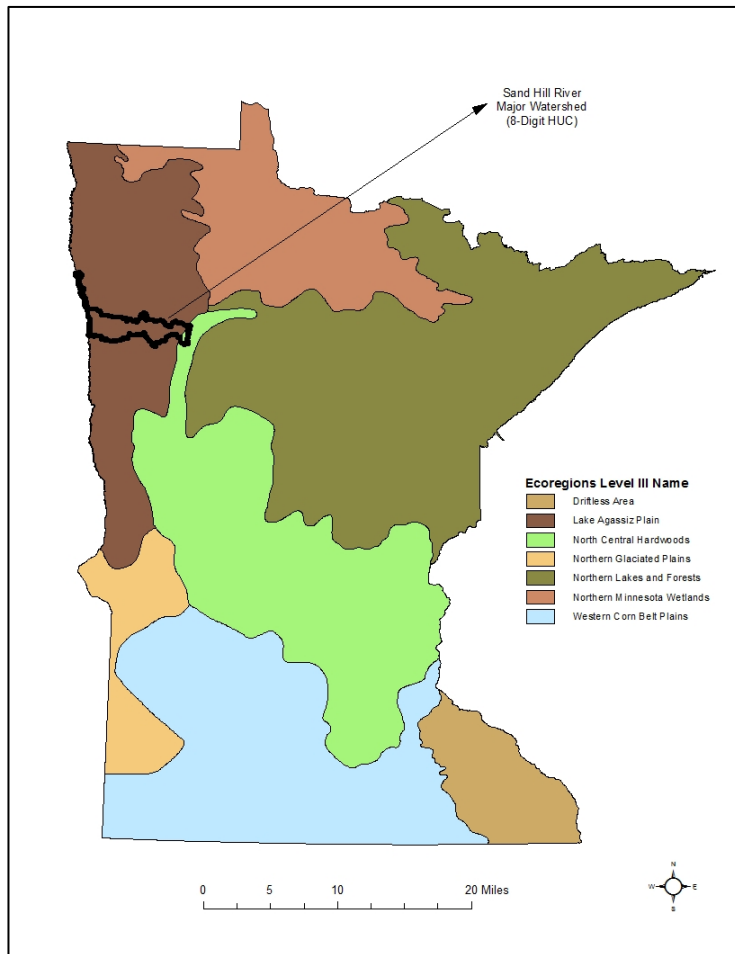 Sand Hill River
Major Watershed
(8-Digit HUC)
Ecoregions Level III Name
Driftless Area
Lake Agassiz Plain
North Central Hardwoods
Northern Glaciated Plains
Northern Lakes and Forests
Northern Minnesota Wetlands
Western Corn Belt Plains
N
W E
S
0 5 10 20 Miles